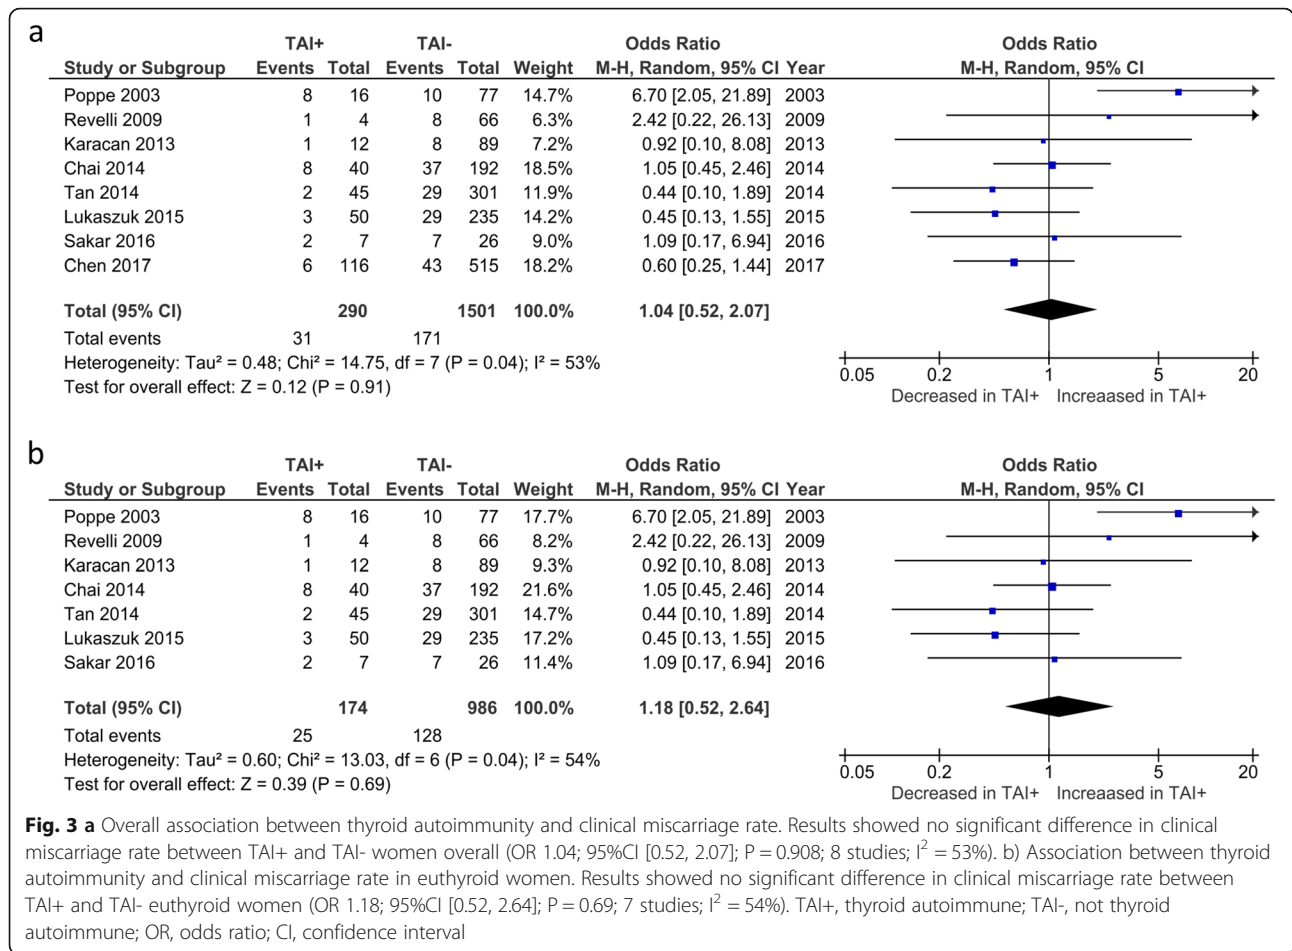 a
TAI+ TAI- Odds Ratio Odds Ratio
Study or Subgroup Events Total Events Total Weight M-H, Random, 95% CI Year M-H, Random, 95% CI
Poppe 2003 8 16 10 77 14.7% 6.70 [2.05, 21.89] 2003
Revelli 2009 1 4 8 66 6.3% 2.42 [0.22, 26.13] 2009
Karacan 2013 1 12 8 89 7.2% 0.92 [0.10, 8.08] 2013
Chai 2014 8 40 37 192 18.5% 1.05 [0.45, 2.46] 2014
Tan 2014 2 45 29 301 11.9% 0.44 [0.10, 1.89] 2014
Lukaszuk 2015 3 50 29 235 14.2% 0.45 [0.13, 1.55] 2015
Sakar 2016 2 7 7 26 9.0% 1.09 [0.17, 6.94] 2016
Chen 2017 6 116 43 515 18.2% 0.60 [0.25, 1.44] 2017
Total (95% CI) 290 1501 100.0% 1.04 [0.52, 2.07]
Total events 31 171
Heterogeneity: Tau² = 0.48; Chi² = 14.75, df = 7 (P = 0.04); I² = 53%
Test for overall effect: Z = 0.12 (P = 0.91)
0.05 0.2 1 5 20
Decreased in TAI+ Increaased in TAI+
b
TAI+ TAI- Odds Ratio Odds Ratio
Study or Subgroup Events Total Events Total Weight M-H, Random, 95% CI Year M-H, Random, 95% CI
Poppe 2003 8 16 10 77 17.7% 6.70 [2.05, 21.89] 2003
Revelli 2009 1 4 8 66 8.2% 2.42 [0.22, 26.13] 2009
Karacan 2013 1 12 8 89 9.3% 0.92 [0.10, 8.08] 2013
Chai 2014 8 40 37 192 21.6% 1.05 [0.45, 2.46] 2014
Tan 2014 2 45 29 301 14.7% 0.44 [0.10, 1.89] 2014
Lukaszuk 2015 3 50 29 235 17.2% 0.45 [0.13, 1.55] 2015
Sakar 2016 2 7 7 26 11.4% 1.09 [0.17, 6.94] 2016
Total (95% CI) 174 986 100.0% 1.18 [0.52, 2.64]
Total events 25 128
Heterogeneity: Tau² = 0.60; Chi² = 13.03, df = 6 (P = 0.04); I² = 54%
Test for overall effect: Z = 0.39 (P = 0.69)
0.05 0.2 1 5 20
Decreased in TAI+ Increaased in TAI+
Fig. 3 a Overall association between thyroid autoimmunity and clinical miscarriage rate. Results showed no significant difference in clinical
miscarriage rate between TAI+ and TAI- women overall (OR 1.04; 95%CI [0.52, 2.07]; P = 0.908; 8 studies; I² = 53%). b) Association between thyroid
autoimmunity and clinical miscarriage rate in euthyroid women. Results showed no significant difference in clinical miscarriage rate between
TAI+ and TAI- euthyroid women (OR 1.18; 95%CI [0.52, 2.64]; P = 0.69; 7 studies; I² = 54%). TAI+, thyroid autoimmune; TAI-, not thyroid
autoimmune; OR, odds ratio; CI, confidence interval